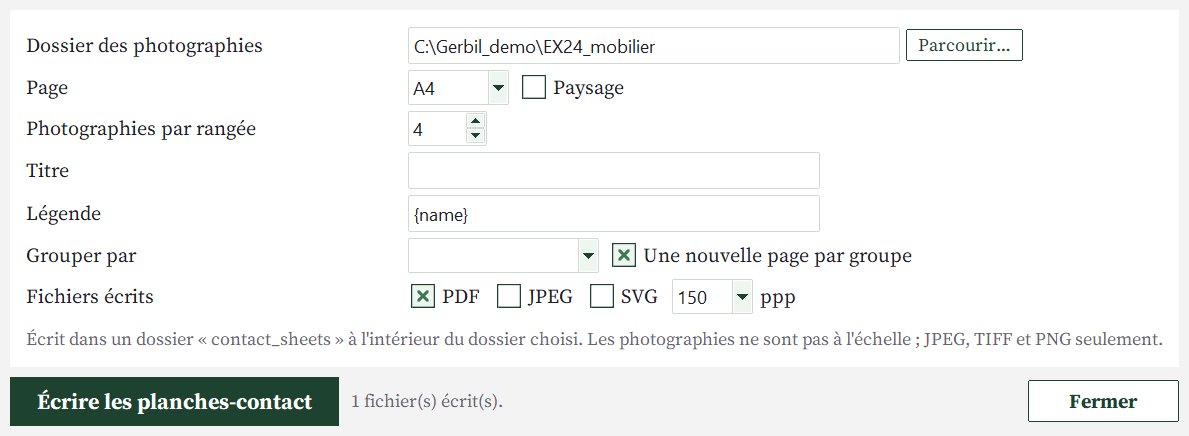 Dossier des photographies C:\Gerbil_demo\EX24_mobilier Parcourir...
Page A4 Paysage
Photographies par rangée 4
Titre
Légende {name}
Grouper par Une nouvelle page par groupe
Fichiers écrits PDF JPEG SVG 150 ppp
Écrit dans un dossier « contact_sheets » à l'intérieur du dossier choisi. Les photographies ne sont pas à l'échelle ; JPEG, TIFF et PNG seulement.
Écrire les planches-contact 1 fichier(s) écrit(s). Fermer